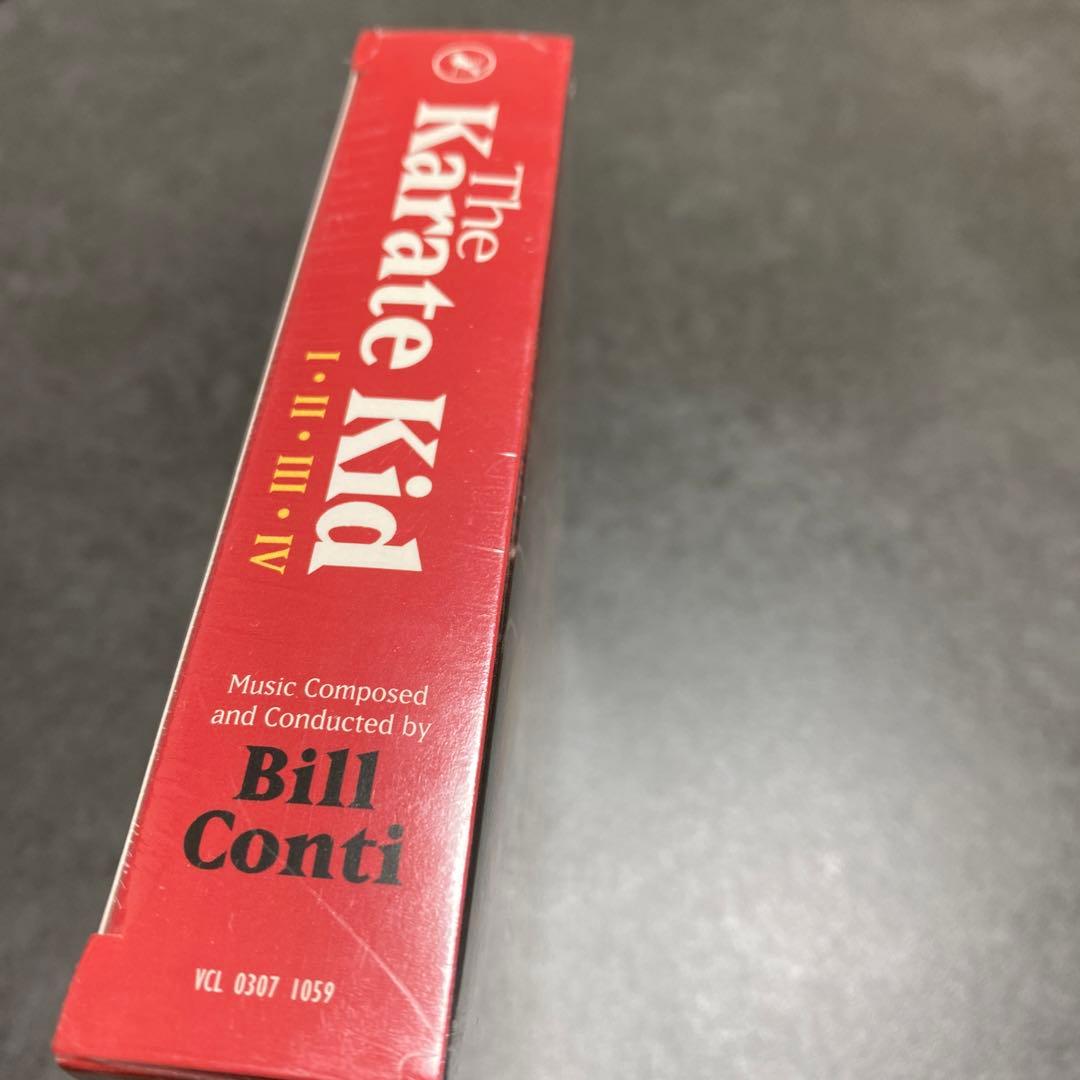 The
Karate Kid
I • II • III • IV
Music Composed
and Conducted by
Bill
Conti
VCL 0307 1059